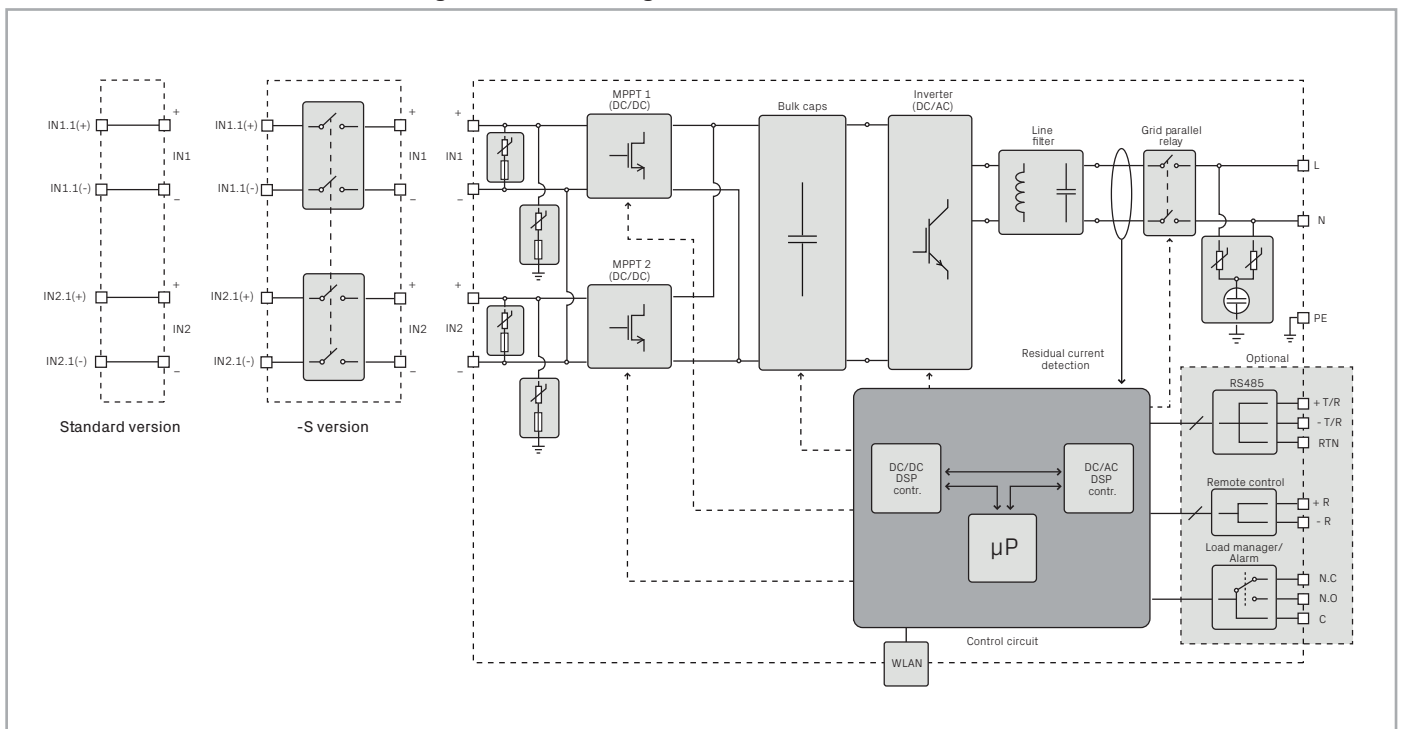 IN1.1(+)
+
IN1
IN1.1(-)
−
IN2.1(+)
+
IN2
IN2.1(-)
−
Standard version
IN1.1(+)
+
IN1
IN1.1(-)
−
IN2.1(+)
+
IN2
IN2.1(-)
−
-S version
+
IN1
−
+
IN2
−
MPPT 1
(DC/DC)
MPPT 2
(DC/DC)
Bulk caps
Inverter
(DC/AC)
Line
filter
Grid parallel
relay
L
N
PE
Residual current
detection
Optional
RS485
+ T/R
- T/R
RTN
Remote control
+ R
- R
Load manager/
Alarm
N.C
N.O
C
DC/DC
DSP
contr.
DC/AC
DSP
contr.
µP
Control circuit
WLAN